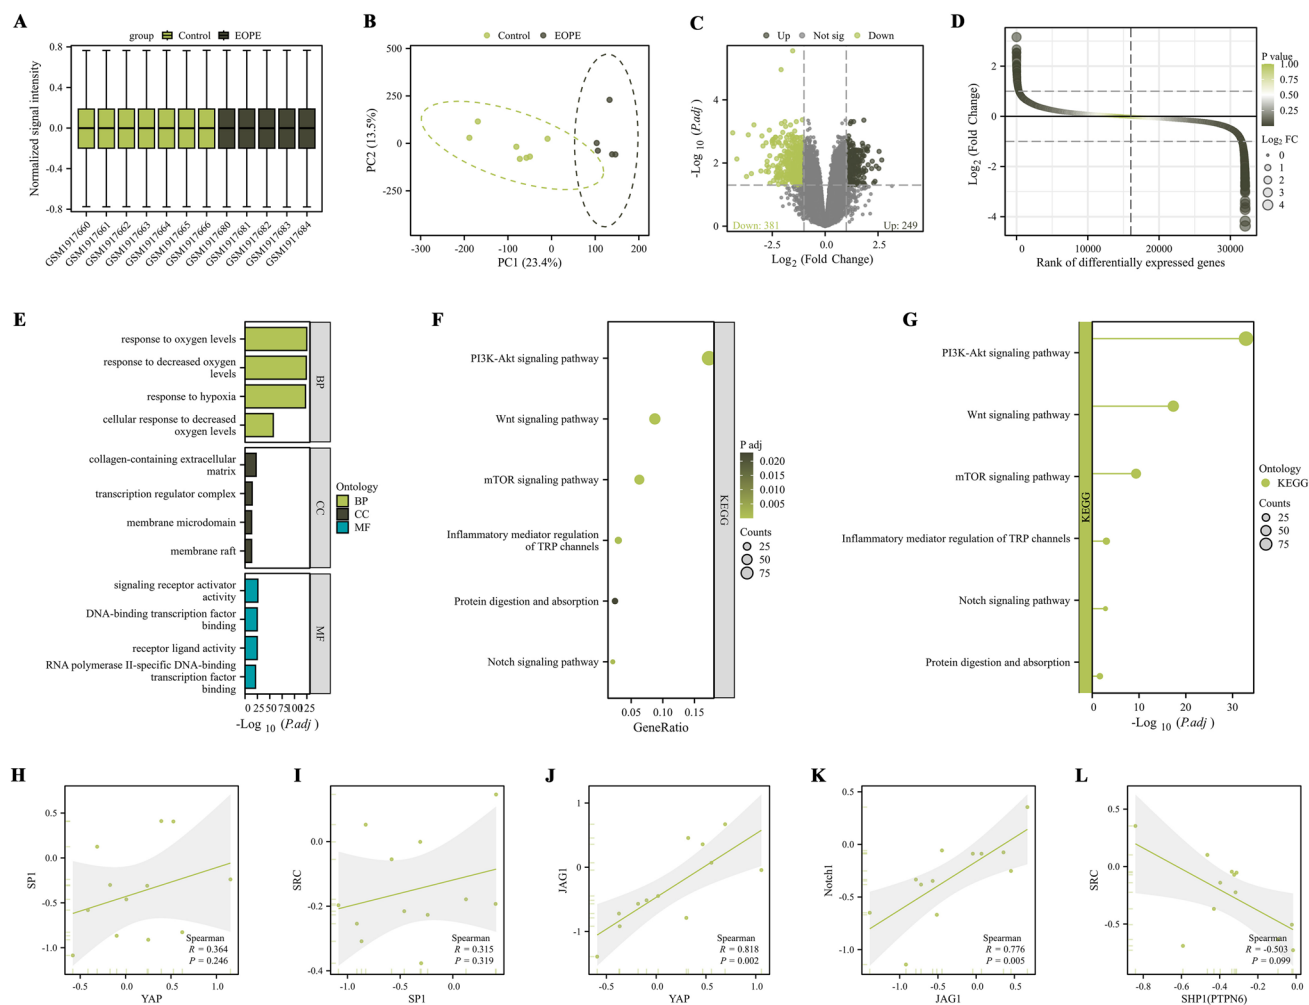 A
group Control EOPE
Normalized signal intensity
0.8
0.4
0.0
-0.4
-0.8
GSM1917660
GSM1917661
GSM1917662
GSM1917663
GSM1917664
GSM1917665
GSM1917666
GSM1917680
GSM1917681
GSM1917682
GSM1917683
GSM1917684
B
Control EOPE
PC2 (13.5%)
500
250
0
-250
-300 -200 -100 0 100 200
PC1 (23.4%)
C
Up Not sig Down
-Log 10 (P.adj)
4
2
0
Down: 381
Up: 249
-2.5 0.0 2.5
Log2 (Fold Change)
D
Log2 (Fold Change)
2
0
-2
-4
0 10000 20000 30000
Rank of differentially expressed genes
P value
1.00
0.75
0.50
0.25
Log2 FC
0
1
2
3
4
E
response to oxygen levels
response to decreased oxygen
levels
response to hypoxia
cellular response to decreased
oxygen levels
BP
collagen-containing extracellular
matrix
transcription regulator complex
membrane microdomain
membrane raft
CC
signaling receptor activator
activity
DNA-binding transcription factor
binding
receptor ligand activity
RNA polymerase II-specific DNA-binding
transcription factor
binding
MF
0 25 50 75 100 125
-Log 10 (P.adj )
Ontology
BP
CC
MF
F
PI3K-Akt signaling pathway
Wnt signaling pathway
mTOR signaling pathway
Inflammatory mediator regulation
of TRP channels
Protein digestion and absorption
Notch signaling pathway
KEGG
0.05 0.10 0.15
GeneRatio
P adj
0.020
0.015
0.010
0.005
Counts
25
50
75
G
PI3K-Akt signaling pathway
Wnt signaling pathway
mTOR signaling pathway
Inflammatory mediator regulation of TRP channels
Notch signaling pathway
Protein digestion and absorption
KEGG
0 10 20 30
-Log 10 (P.adj)
Ontology
KEGG
Counts
25
50
75
H
SP1
0.5
0.0
-0.5
-1.0
Spearman
R = 0.364
P = 0.246
-0.5 0.0 0.5 1.0
YAP
I
SRC
0.0
-0.2
-0.4
Spearman
R = 0.315
P = 0.319
-1.0 -0.5 0.0
SP1
J
JAG1
1
0
-1
Spearman
R = 0.818
P = 0.002
-0.5 0.0 0.5 1.0
YAP
K
Notch1
0.5
0.0
-0.5
-1.0
Spearman
R = 0.776
P = 0.005
-1.0 -0.5 0.0 0.5
JAG1
L
SRC
0.5
0.0
-0.5
Spearman
R = -0.503
P = 0.099
-0.8 -0.6 -0.4 -0.2 0.0
SHP1(PTPN6)